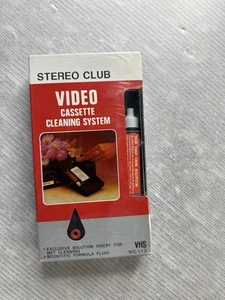 STEREO CLUB
VIDEO
CASSETTE
CLEANING SYSTEM
• EXCLUSIVE SOLUTION INSERT FOR
WET CLEANING
• SCIENTIFIC FORMULA FLUID
VHS